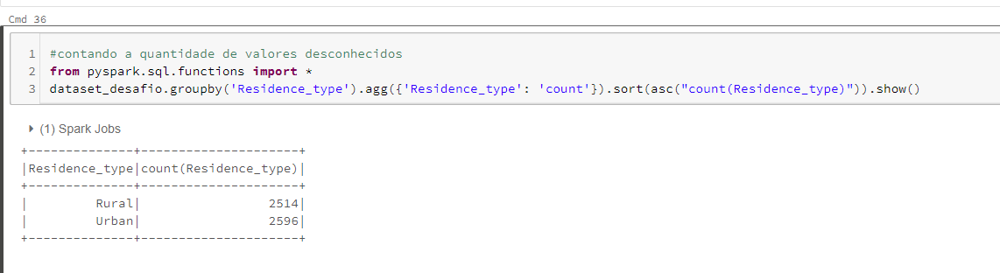 Cmd 36
1 #contando a quantidade de valores desconhecidos
2 from pyspark.sql.functions import *
3 dataset_desafio.groupby('Residence_type').agg({'Residence_type': 'count'}).sort(asc("count(Residence_type)")).show()
(1) Spark Jobs
+--------------+---------------------+
|Residence_type|count(Residence_type)|
+--------------+---------------------+
|         Rural|                 2514|
|         Urban|                 2596|
+--------------+---------------------+